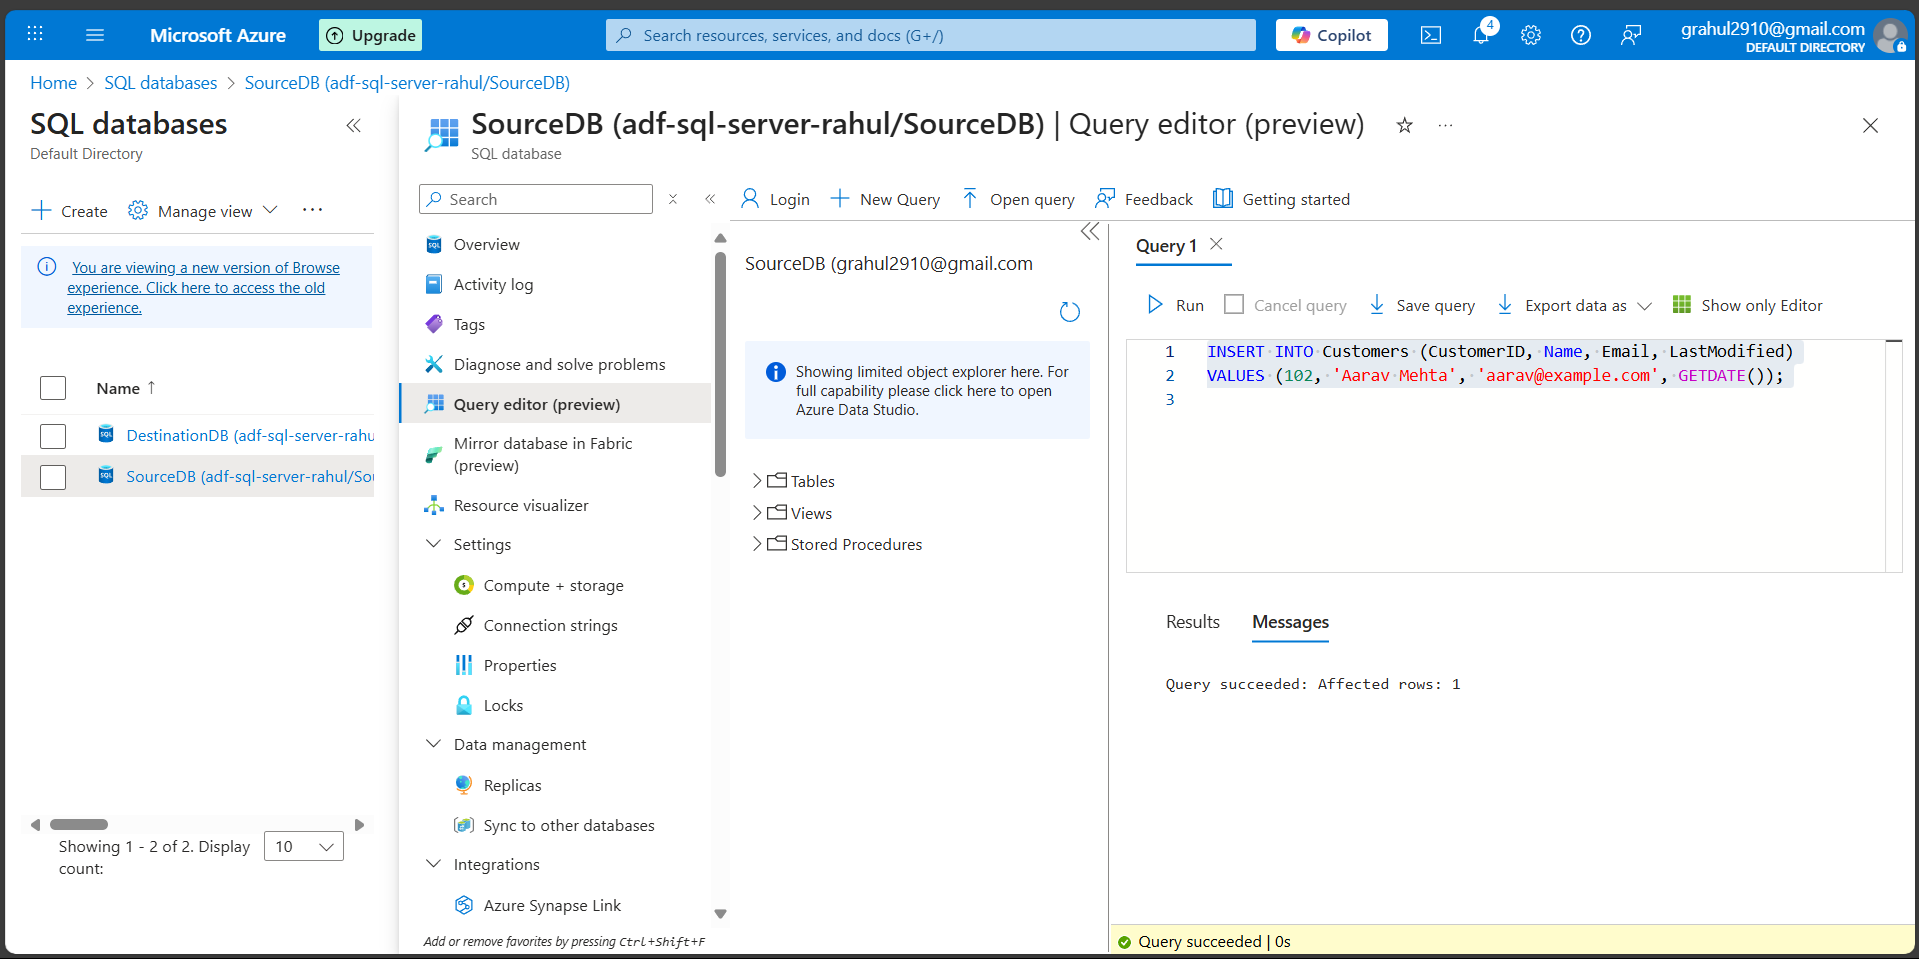 Microsoft Azure
Upgrade
Search resources, services, and docs (G+/)
Copilot
4
grahul2910@gmail.com
DEFAULT DIRECTORY
Home > SQL databases > SourceDB (adf-sql-server-rahul/SourceDB)
SQL databases
Default Directory
Create
Manage view
You are viewing a new version of Browse
experience. Click here to access the old
experience.
Name ↑
DestinationDB (adf-sql-server-rahu
SourceDB (adf-sql-server-rahul/Sou
Showing 1 - 2 of 2. Display
count:
10
SourceDB (adf-sql-server-rahul/SourceDB) | Query editor (preview)
SQL database
Search
Overview
Activity log
Tags
Diagnose and solve problems
Query editor (preview)
Mirror database in Fabric
(preview)
Resource visualizer
Settings
Compute + storage
Connection strings
Properties
Locks
Data management
Replicas
Sync to other databases
Integrations
Azure Synapse Link
Add or remove favorites by pressing Ctrl+Shift+F
Login
New Query
Open query
Feedback
Getting started
SourceDB (grahul2910@gmail.com
Showing limited object explorer here. For
full capability please click here to open
Azure Data Studio.
Tables
Views
Stored Procedures
Query 1
Run
Cancel query
Save query
Export data as
Show only Editor
1 INSERT INTO Customers (CustomerID, Name, Email, LastModified)
2 VALUES (102, 'Aarav Mehta', 'aarav@example.com', GETDATE());
3
Results
Messages
Query succeeded: Affected rows: 1
Query succeeded | 0s